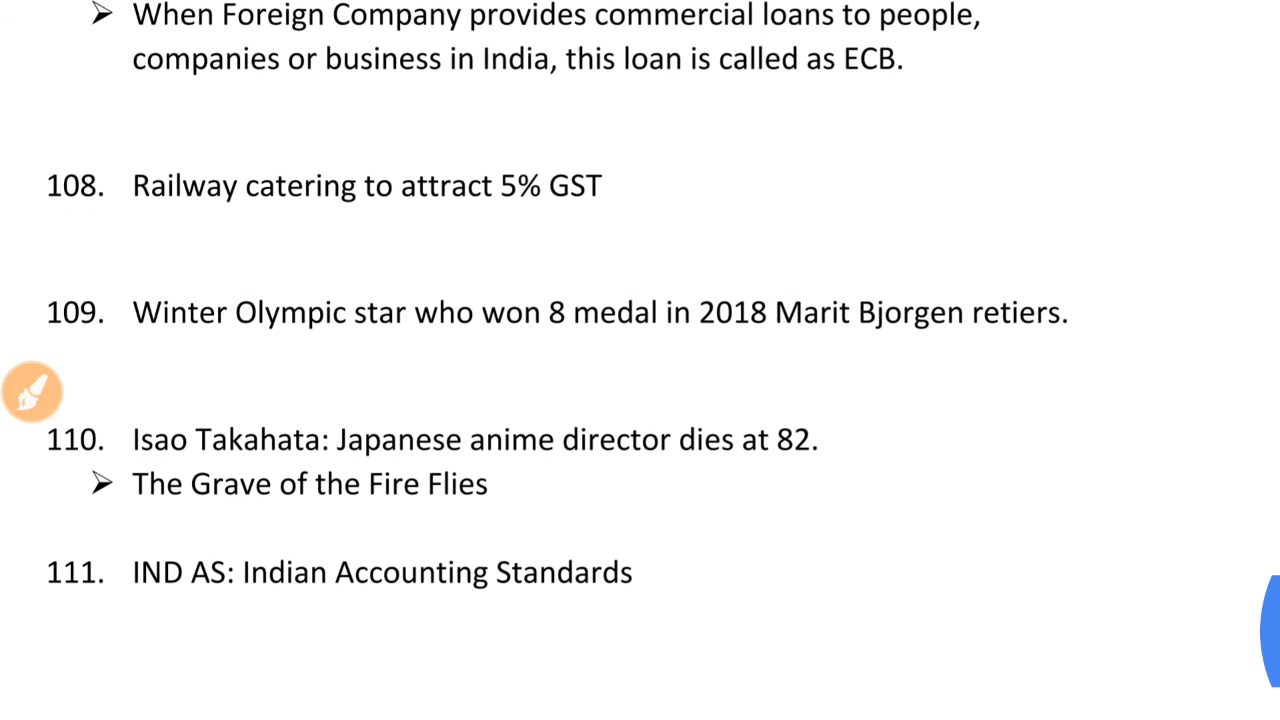 ➢ When Foreign Company provides commercial loans to people,
companies or business in India, this loan is called as ECB.
108. Railway catering to attract 5% GST
109. Winter Olympic star who won 8 medal in 2018 Marit Bjorgen retiers.
110. Isao Takahata: Japanese anime director dies at 82.
➢ The Grave of the Fire Flies
111. IND AS: Indian Accounting Standards